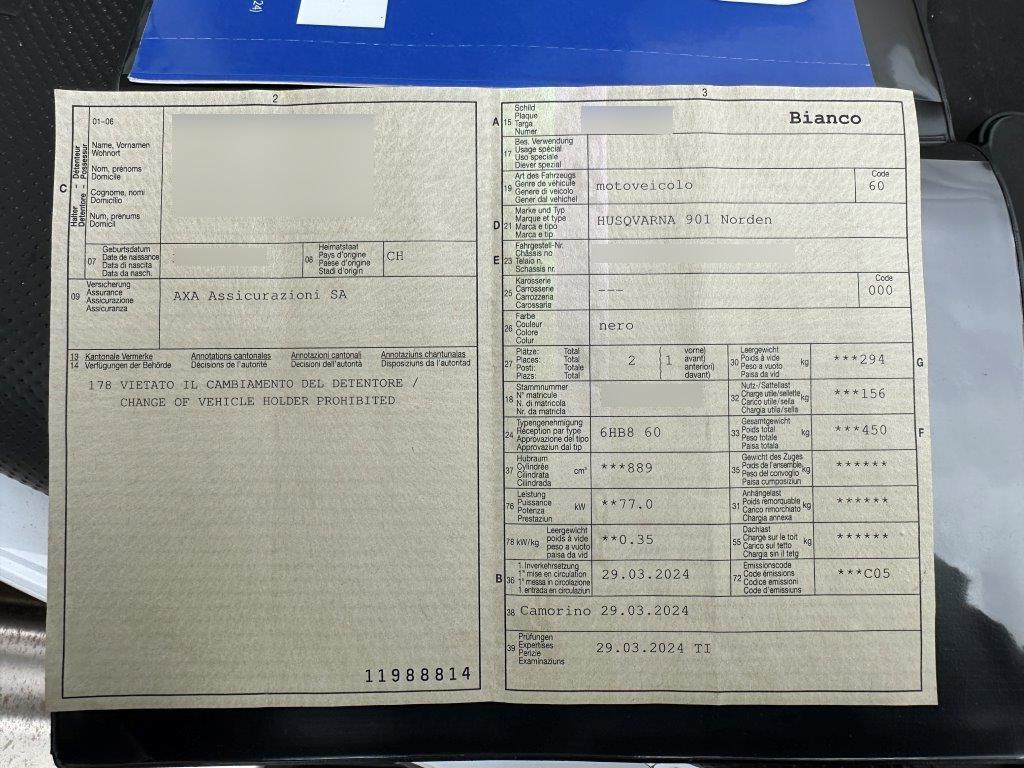 24)
2
01-06
Halter – Détenteur
Detentore – Possessur
C
Name, Vornamen
Wohnort
Nom, prénoms
Domicile
Cognome, nomi
Domicilio
Num, prenums
Domicil
07
Geburtsdatum
Date de naissance
Data di nascita
Data da nasch.
08
Heimatstaat
Pays d'origine
Paese d'origine
Stadi d'origin
CH
09
Versicherung
Assurance
Assicurazione
Assicuranza
AXA Assicurazioni SA
13 Kantonale Vermerke Annotations cantonales Annotazioni cantonali Annotaziuns chantunalas
14 Verfügungen der Behörde Décisions de l'autorité Decisioni dell'autorità Disposiziuns da l'autoritad
178 VIETATO IL CAMBIAMENTO DEL DETENTORE /
CHANGE OF VEHICLE HOLDER PROHIBITED
11988814
3
A 15
Schild
Plaque
Targa
Numer
Bianco
17
Bes. Verwendung
Usage spécial
Uso speciale
Diever spezial
19
Art des Fahrzeugs
Genre de véhicule
Genere di veicolo
Gener dal vehichel
motoveicolo
Code
60
D 21
Marke und Typ
Marque et type
Marca e tipo
Marca e tip
HUSQVARNA 901 Norden
E 23
Fahrgestell-Nr.
Châssis no
Telaio n.
Schassis nr.
25
Karosserie
Carrosserie
Carrozzeria
Carossaria
---
Code
000
26
Farbe
Couleur
Colore
Colur
nero
27
Plätze: Total
Places: Total
Posti: Totale
Plazs: Total
2
1
vorne)
avant)
anteriori)
davant)
30
Leergewicht
Poids à vide
Peso a vuoto
Paisa da vid
kg
***294
G
18
Stammnummer
N° matricule
N. di matricola
Nr. da matricla
32
Nutz-/Sattellast
Charge utile/sellette
Carico utile/sella
Chargia utila/sella
kg
***156
24
Typengenehmigung
Réception par type
Approvazione del tipo
Approvaziun dal tip
6HB8 60
33
Gesamtgewicht
Poids total
Peso totale
Paisa totala
kg
***450
F
37
Hubraum
Cylindrée
Cilindrata
Cilindrada
cm³
***889
35
Gewicht des Zuges
Poids de l'ensemble
Peso del convoglio
Paisa cumposiziun
kg
******
76
Leistung
Puissance
Potenza
Prestaziun
kW
**77.0
31
Anhängelast
Poids remorquable
Carico rimorchiato
Chargia annexa
kg
******
78 kW/kg
Leergewicht
poids à vide
peso a vuoto
paisa da vid
**0.35
55
Dachlast
Charge sur le toit
Carico sul tetto
Chargia sin il tetg
kg
******
B 36
1. Inverkehrsetzung
1re mise en circulation
1a messa in circolazione
1. entrada en circulaziun
29.03.2024
72
Emissionscode
Code émissions
Codice emissioni
Code d'emissiuns
***C05
38 Camorino 29.03.2024
39
Prüfungen
Expertises
Perizie
Examinaziuns
29.03.2024 TI